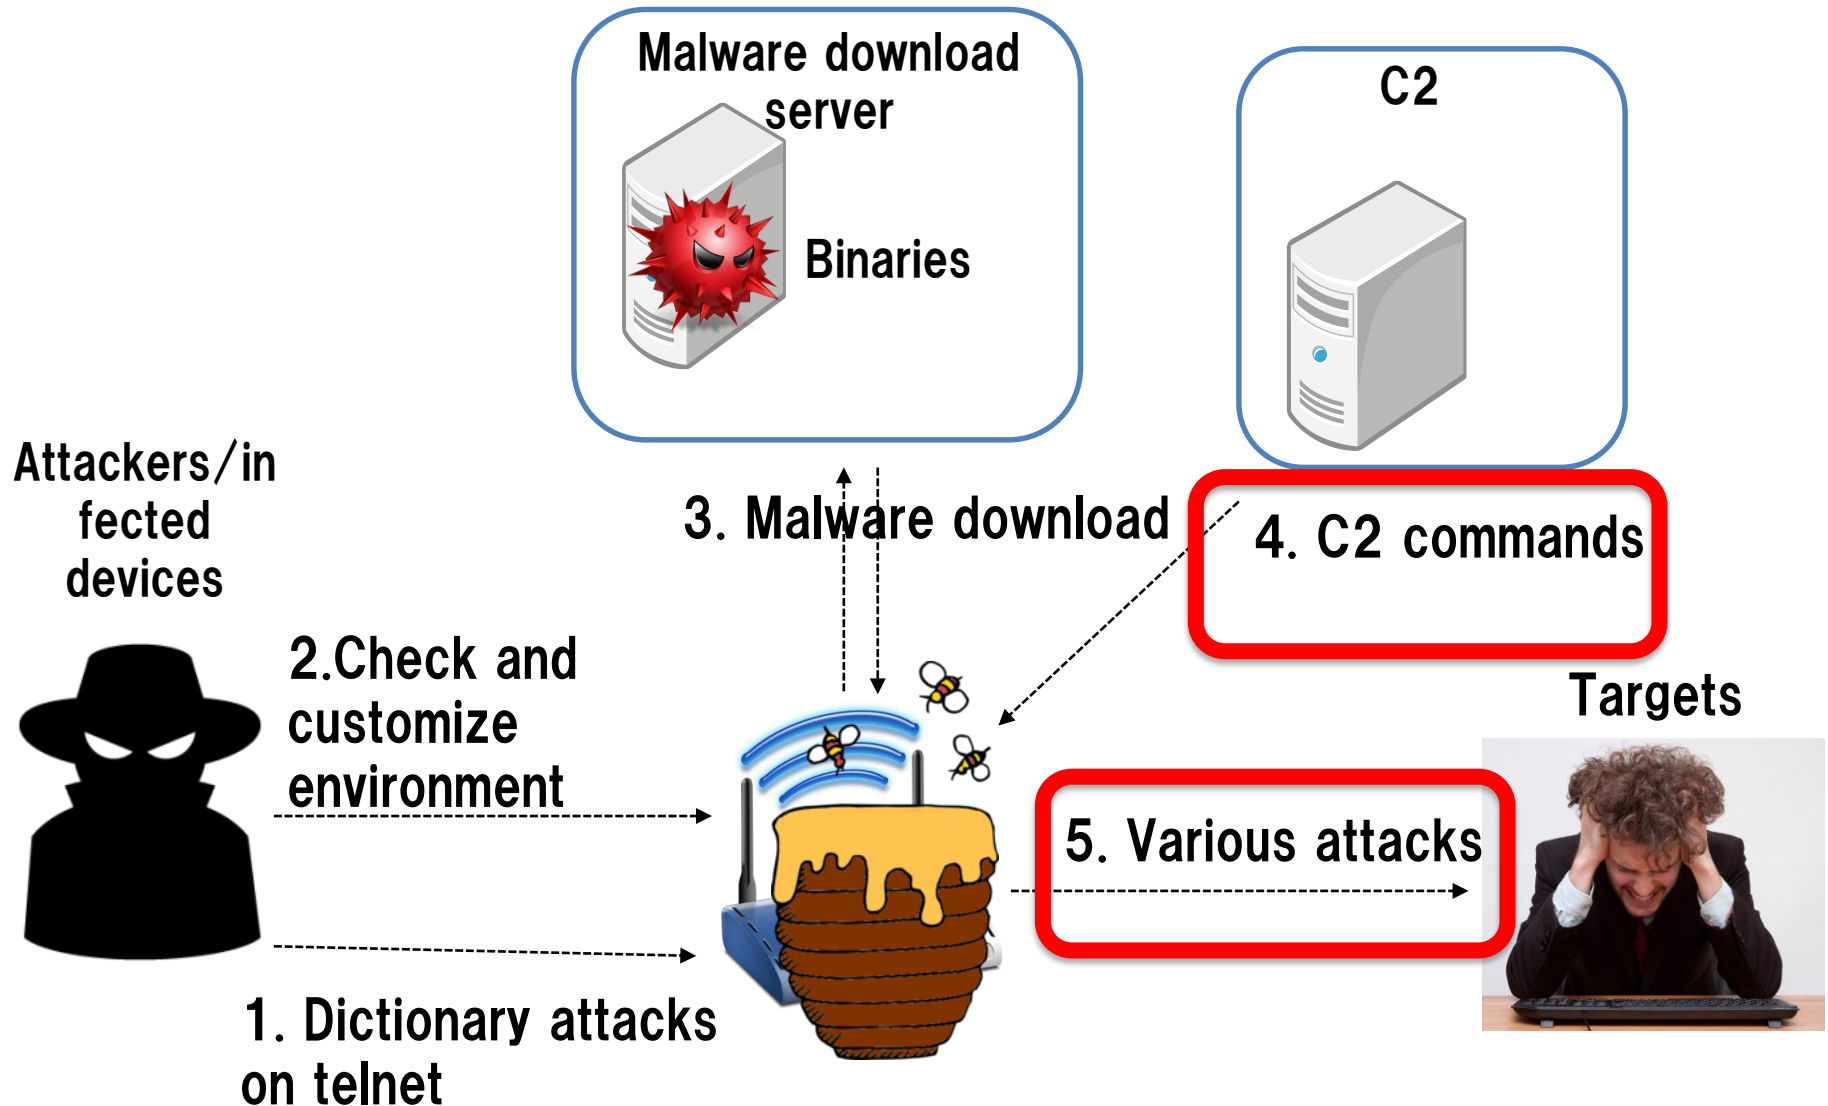 Malware download
server
Binaries
C2
Attackers/in
fected
devices
3. Malware download
4. C2 commands
2.Check and
customize
environment
Targets
5. Various attacks
1. Dictionary attacks
on telnet